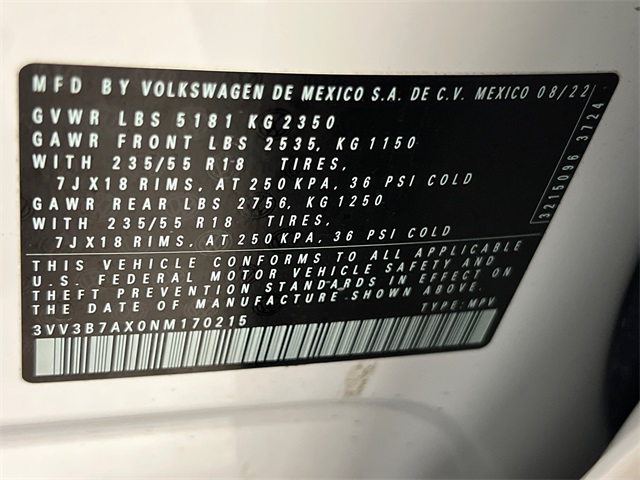 MFD BY VOLKSWAGEN DE MEXICO S.A. DE C.V. MEXICO 08/22
GVWR LBS 5181 KG2350
GAWR FRONT LBS 2535, KG1150
WITH 235/55 R18 TIRES,
7JX18 RIMS, AT 250 KPA, 36 PSI COLD
GAWR REAR LBS 2756, KG 1250
WITH 235/55 R18 TIRES,
7JX18 RIMS, AT 250 KPA, 36 PSI COLD
THIS VEHICLE CONFORMS TO ALL APPLICABLE
U.S. FEDERAL MOTOR VEHICLE SAFETY AND
THEFT PREVENTION STANDARDS IN EFFECT ON
THE DATE OF MANUFACTURE SHOWN ABOVE.
3VV3B7AX0NM170215 TYPE: MPV
3215096 3724